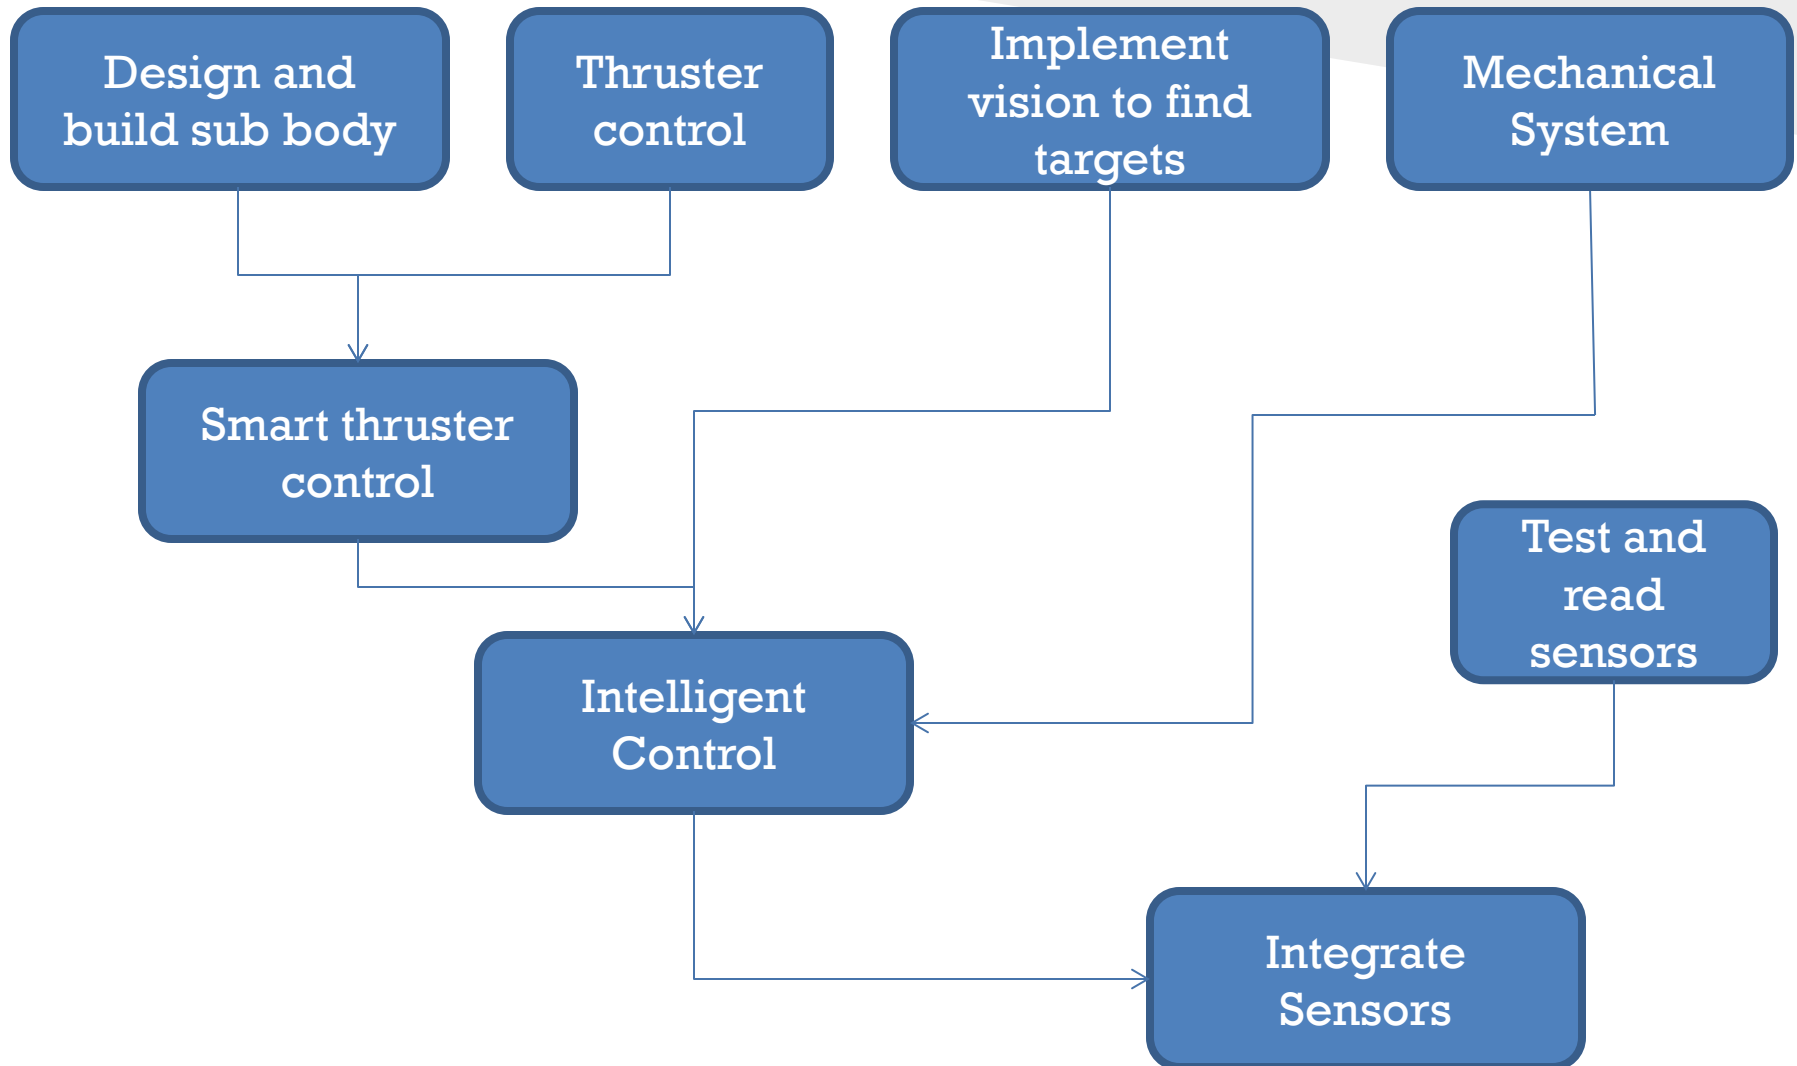 Design and
build sub body
Thruster
control
Implement
vision to find
targets
Mechanical
System
Smart thruster
control
Test and
read
sensors
Intelligent
Control
Integrate
Sensors